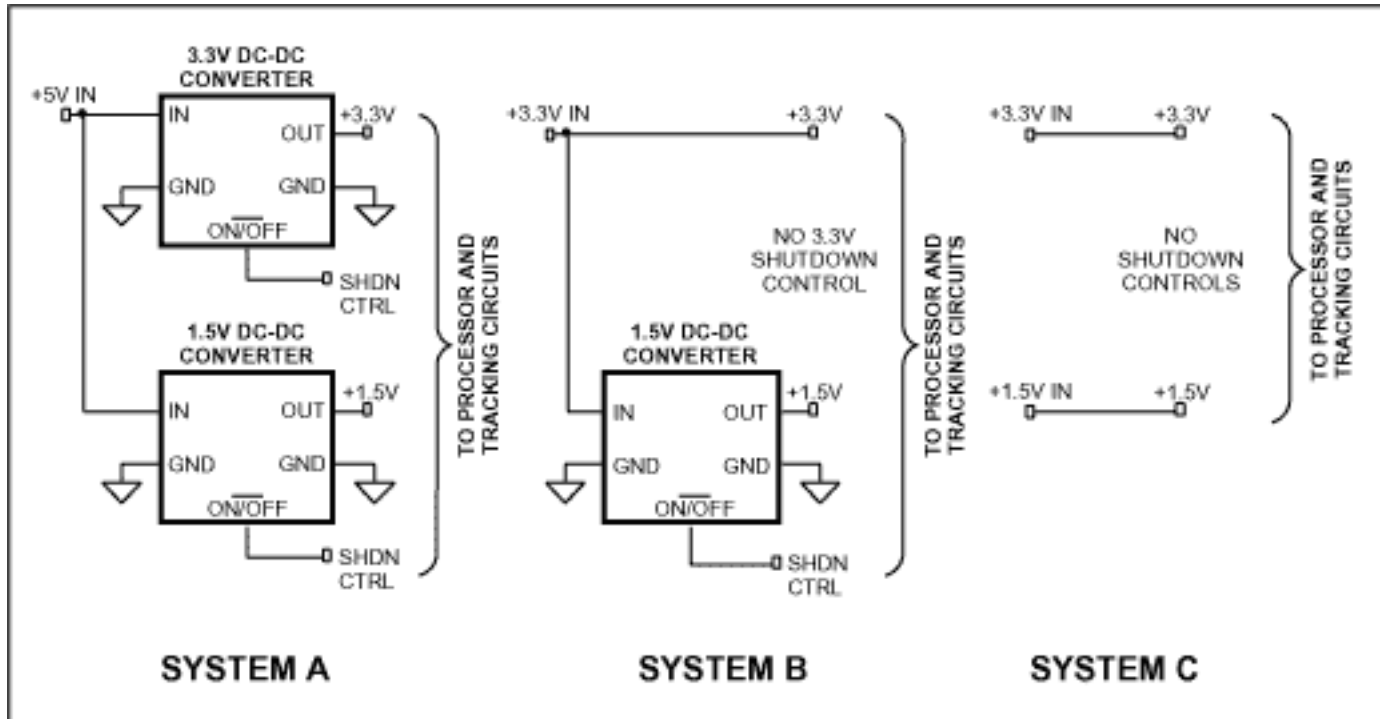 3.3V DC-DC
CONVERTER
+5V IN
IN
+3.3V
OUT
GND
GND
ON/OFF
SHDN
CTRL
1.5V DC-DC
CONVERTER
IN
+1.5V
OUT
GND
GND
ON/OFF
SHDN
CTRL
TO PROCESSOR AND
TRACKING CIRCUITS
SYSTEM A
+3.3V IN
+3.3V
NO 3.3V
SHUTDOWN
CONTROL
1.5V DC-DC
CONVERTER
IN
+1.5V
OUT
GND
GND
ON/OFF
SHDN
CTRL
TO PROCESSOR AND
TRACKING CIRCUITS
SYSTEM B
+3.3V IN
+3.3V
NO
SHUTDOWN
CONTROLS
+1.5V IN
+1.5V
TO PROCESSOR AND
TRACKING CIRCUITS
SYSTEM C